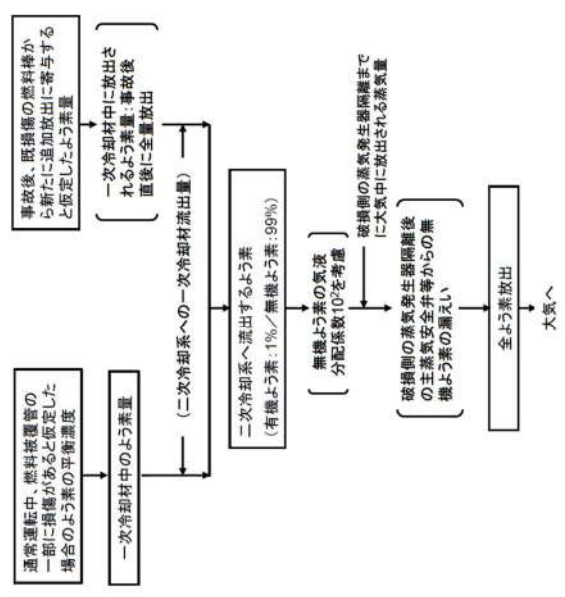 通常運転中、燃料被覆管の
一部に損傷があると仮定した
場合のよう素の平衡濃度
一次冷却材中のよう素量
事故後、既損傷の燃料棒か
ら新たに追加放出に寄与する
と仮定したよう素量
一次冷却材中に放出さ
れるよう素量:事故後
直後に全量放出
(二次冷却系への一次冷却材流出量)
二次冷却系へ流出するよう素
(有機よう素:1%/無機よう素:99%)
無機よう素の気液
分配係数10²を考慮
破損側の蒸気発生器隔離まで
に大気中に放出される蒸気量
破損側の蒸気発生器隔離後
の主蒸気安全弁等からの無
機よう素の漏えい
全よう素放出
大気へ